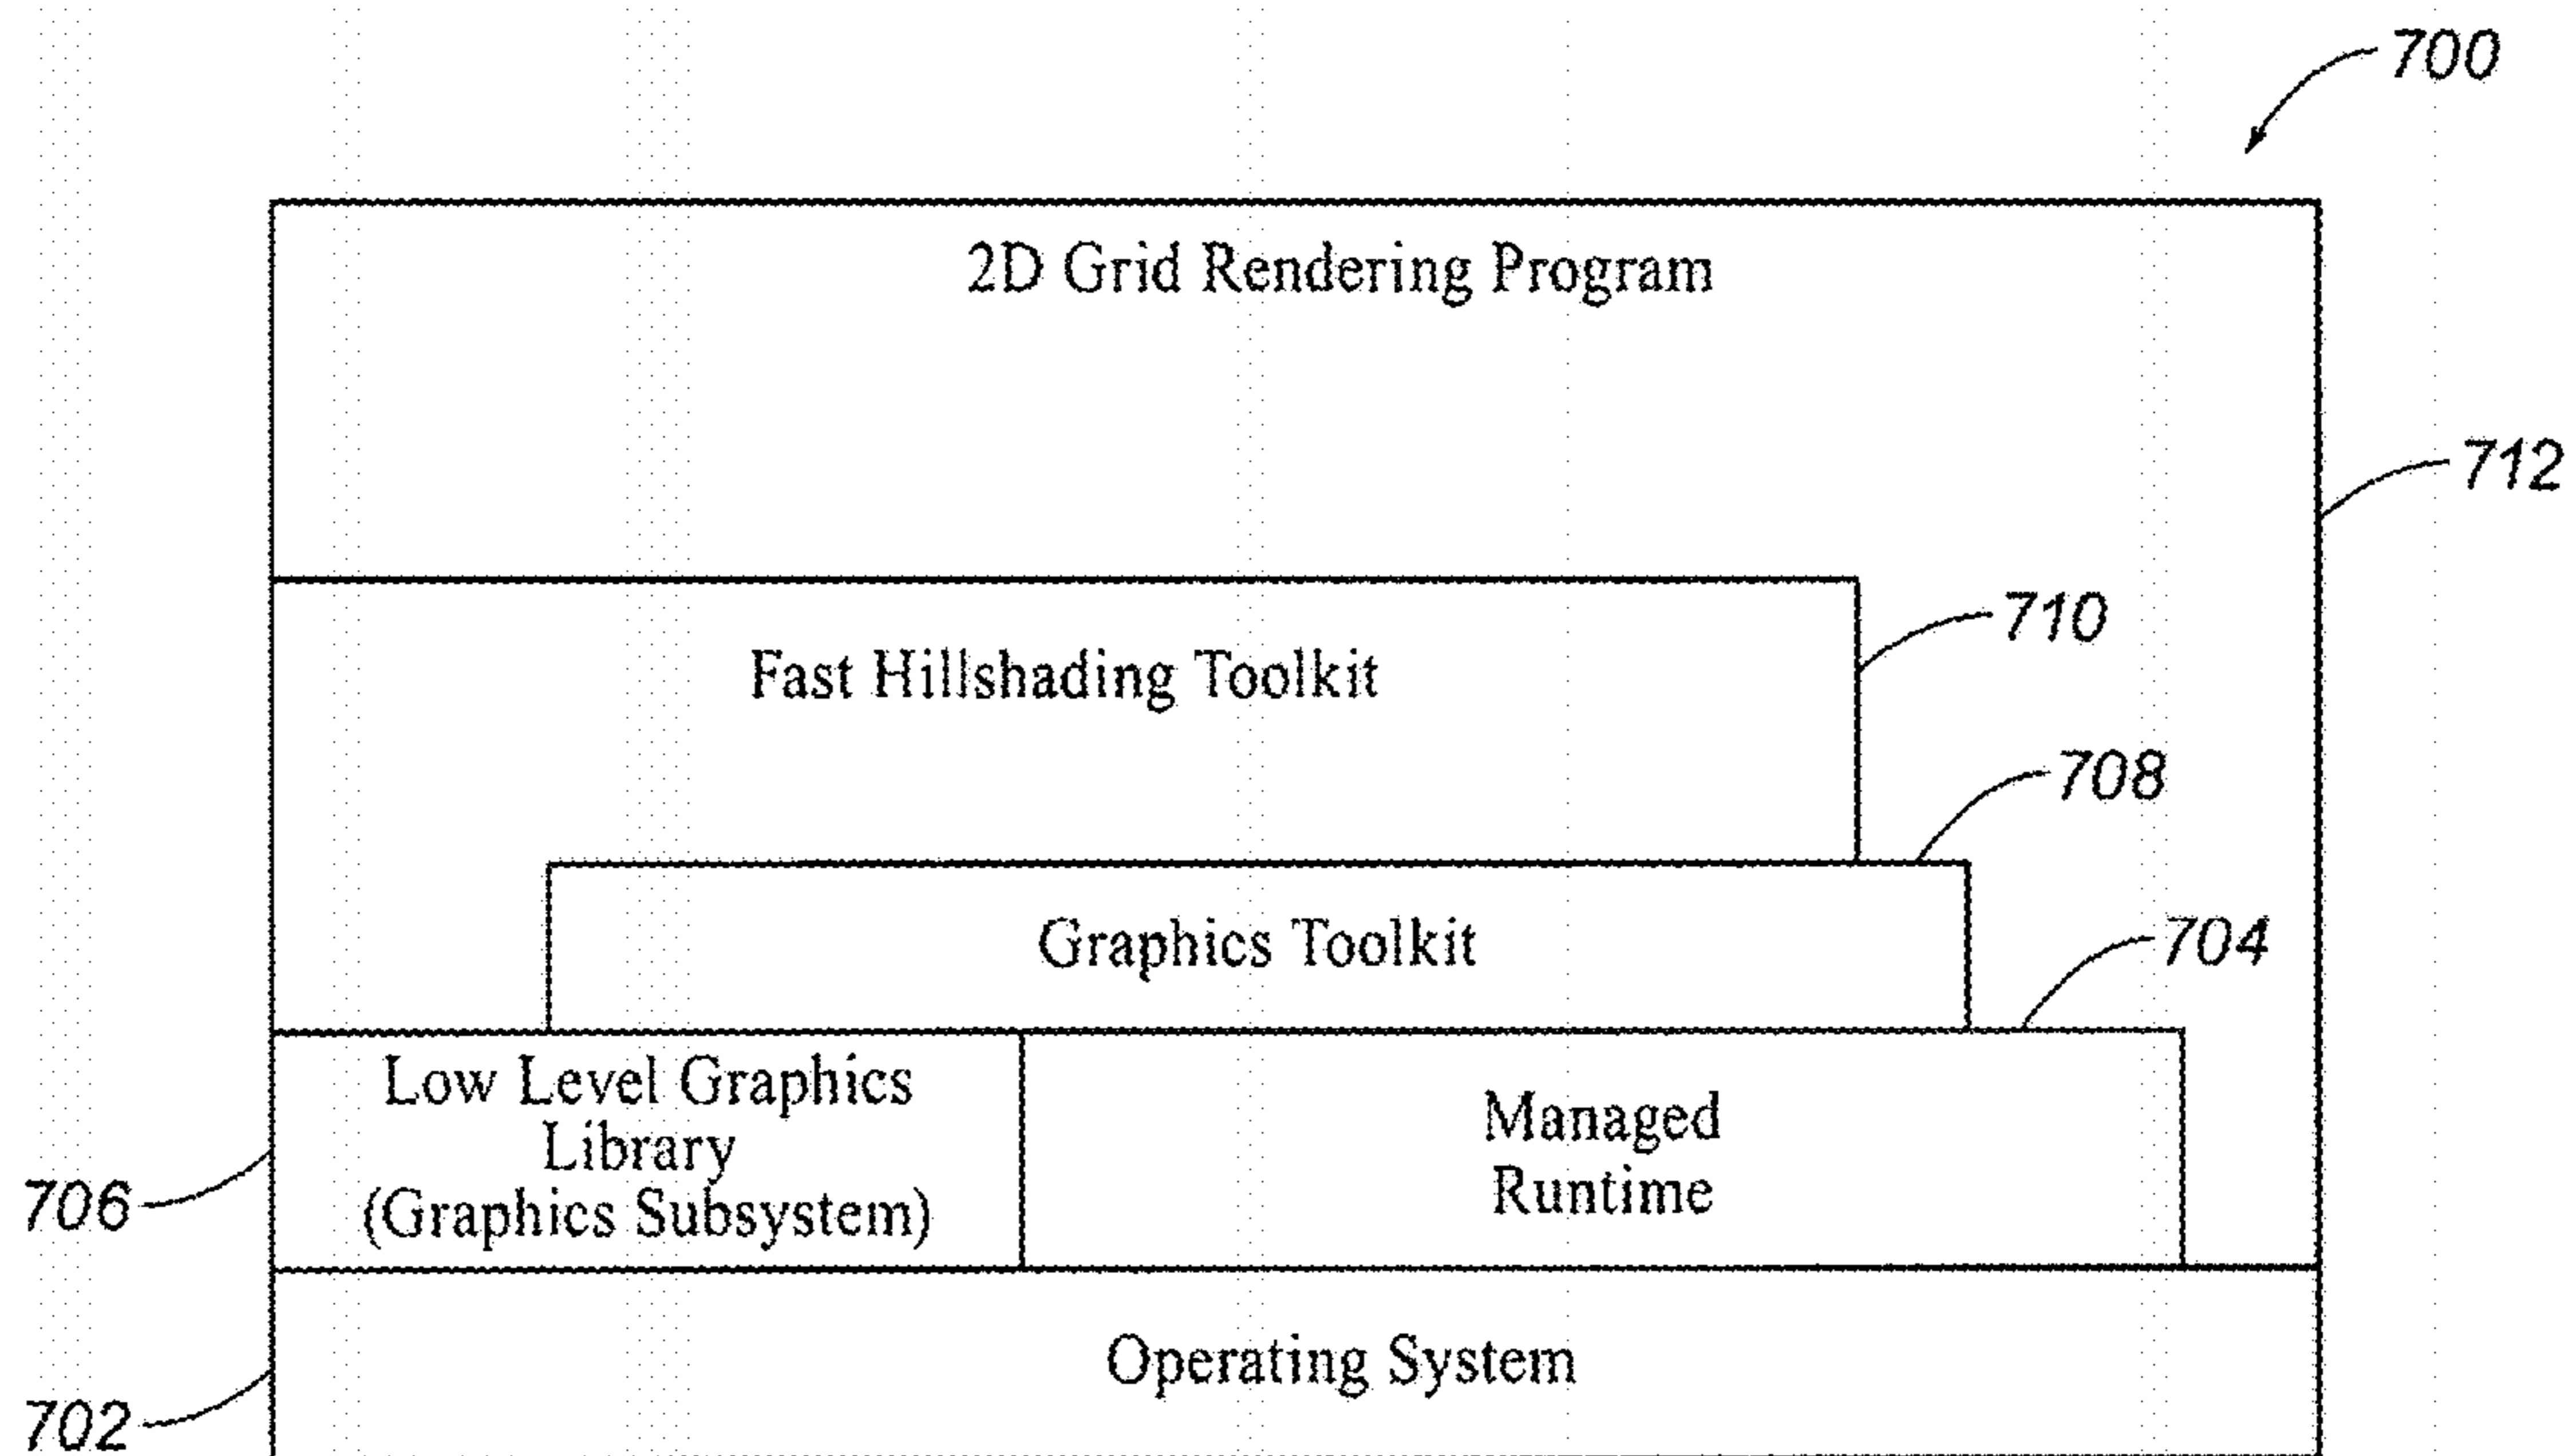 700
2D Grid Rendering Program
712
710
Fast Hillshading Toolkit
708
Graphics Toolkit
704
Low Level Graphics
Library
(Graphics Subsystem)
Managed
Runtime
706
Operating System
702